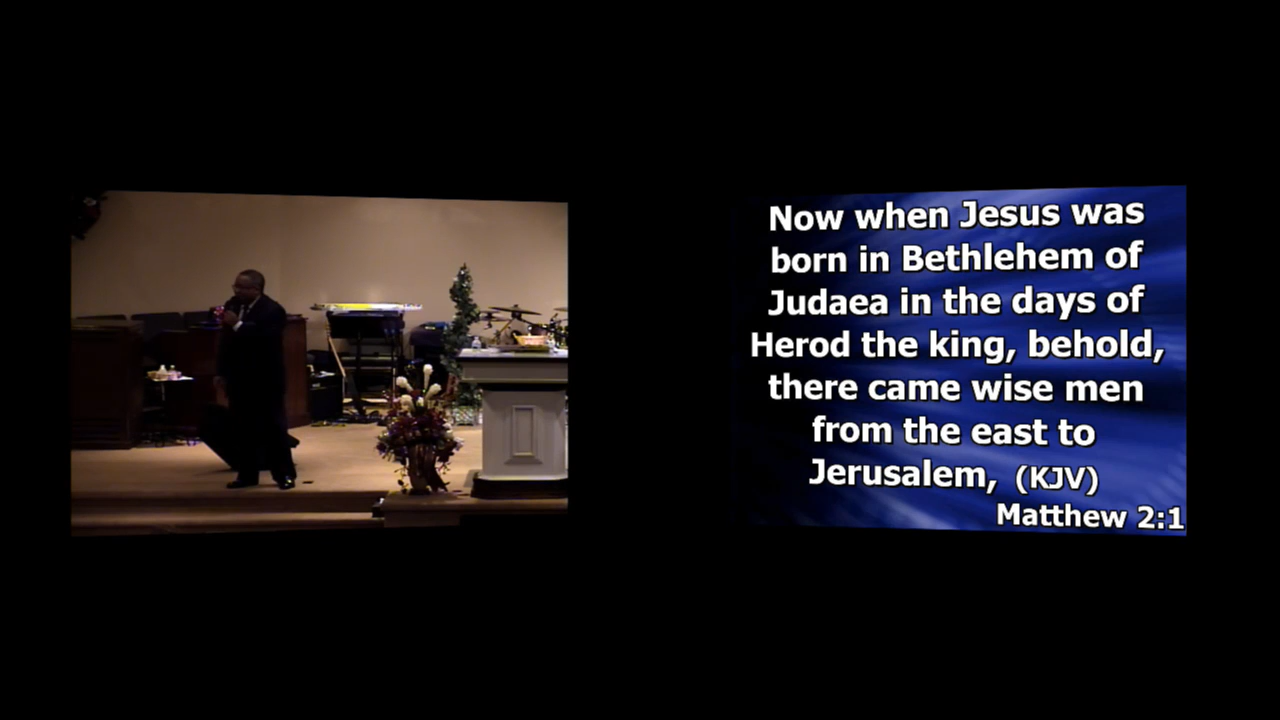 Now when Jesus was
born in Bethlehem of
Judaea in the days of
Herod the king, behold,
there came wise men
from the east to
Jerusalem, (KJV)
Matthew 2:1